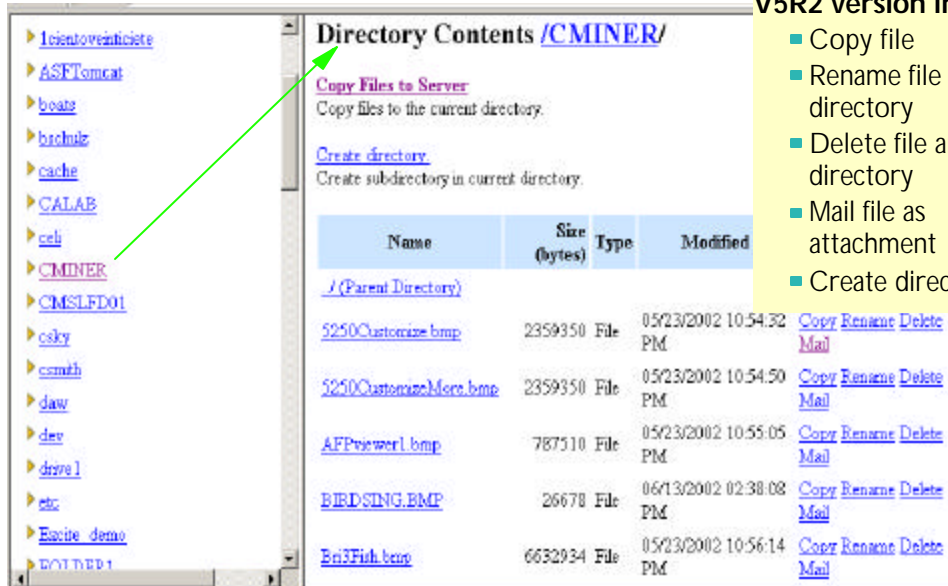 1cientoveinticiete
ASFTomcat
boats
bschulz
cache
CALAB
celi
CMINER
CMSLFD01
csky
csmith
daw
dev
drive1
etc
Excite_demo
FOLDER1
Directory Contents /CMINER/
Copy Files to Server
Copy files to the current directory.
Create directory.
Create subdirectory in current directory.
Name Size (bytes) Type Modified
../ (Parent Directory)
5250Customize.bmp 2359350 File 05/23/2002 10:54:32 PM Copy Rename Delete Mail
5250CustomizeMore.bmp 2359350 File 05/23/2002 10:54:50 PM Copy Rename Delete Mail
AFPviewer1.bmp 787510 File 05/23/2002 10:55:05 PM Copy Rename Delete Mail
BIRDSING.BMP 26678 File 06/13/2002 02:38:08 PM Copy Rename Delete Mail
Bri3Fish.bmp 6632934 File 05/23/2002 10:56:14 PM Copy Rename Delete Mail
V5R2 version
Copy file
Rename file
directory
Delete file a
directory
Mail file as
attachment
Create direc